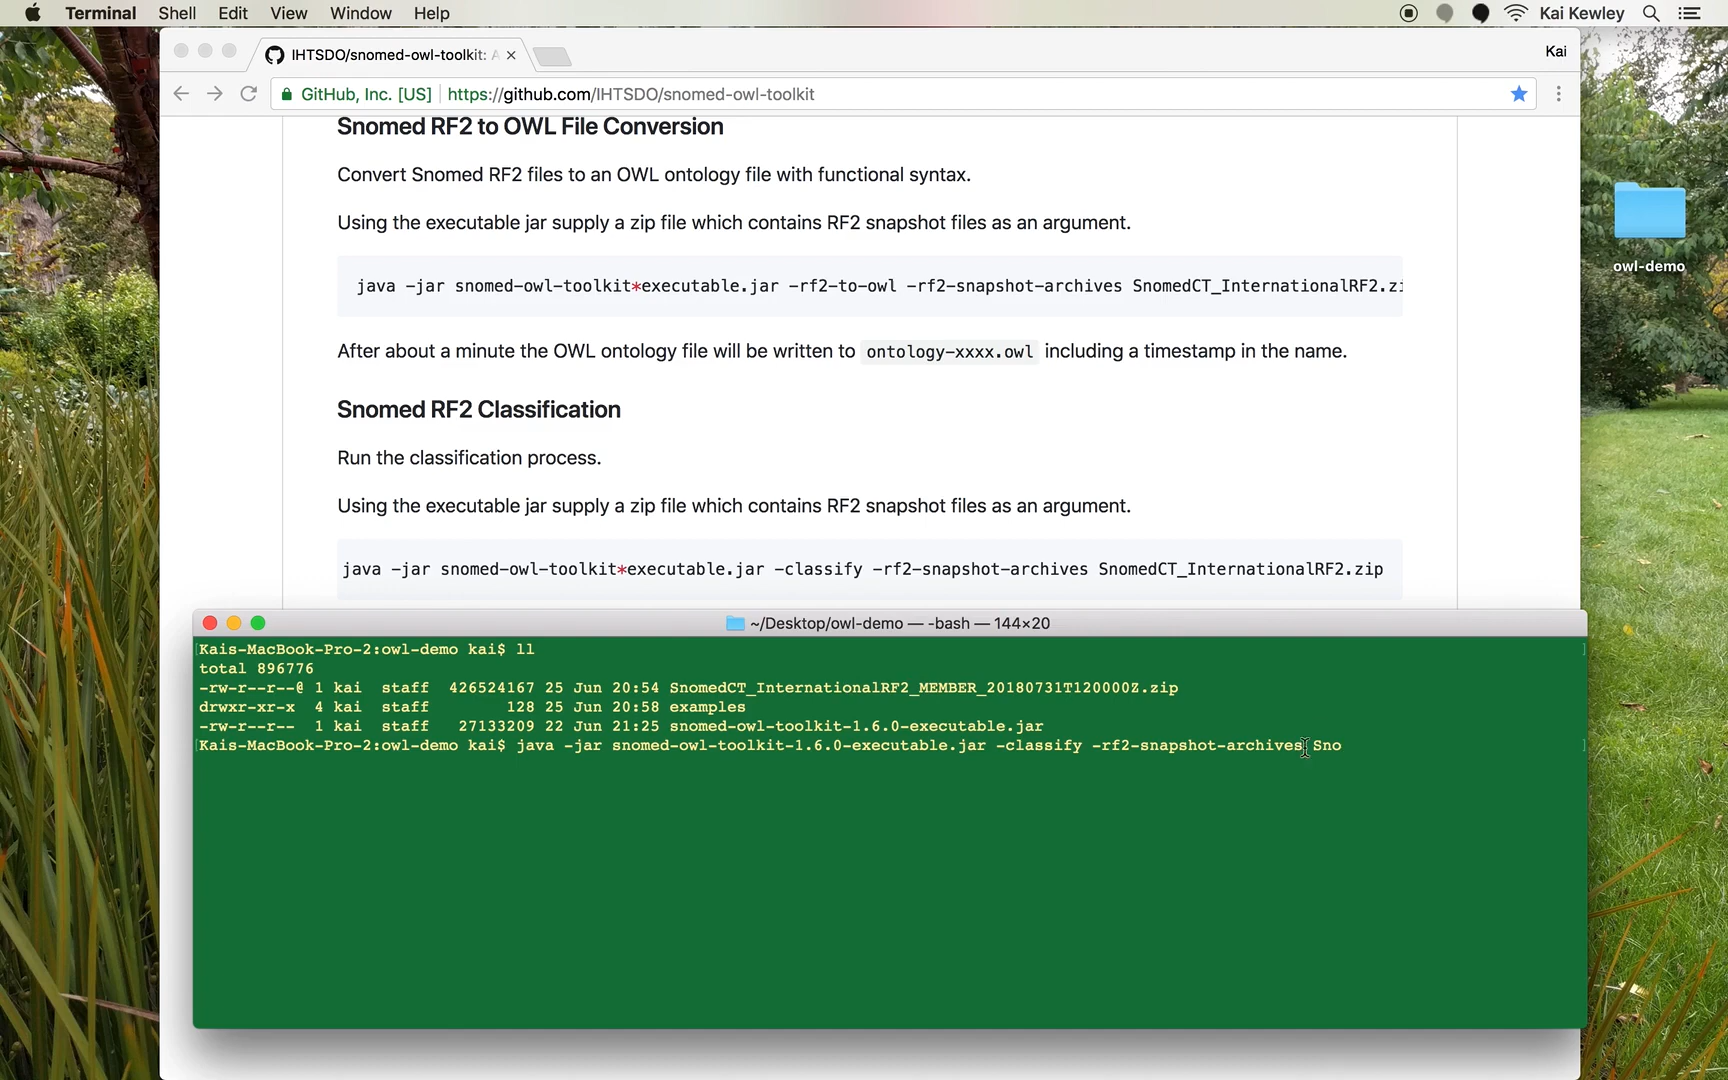 Terminal Shell Edit View Window Help Kai Kewley
IHTSDO/snomed-owl-toolkit: A Kai
GitHub, Inc. [US] https://github.com/IHTSDO/snomed-owl-toolkit
Snomed RF2 to OWL File Conversion
Convert Snomed RF2 files to an OWL ontology file with functional syntax.
Using the executable jar supply a zip file which contains RF2 snapshot files as an argument.
java -jar snomed-owl-toolkit*executable.jar -rf2-to-owl -rf2-snapshot-archives SnomedCT_InternationalRF2.zi
After about a minute the OWL ontology file will be written to ontology-xxxx.owl including a timestamp in the name.
Snomed RF2 Classification
Run the classification process.
Using the executable jar supply a zip file which contains RF2 snapshot files as an argument.
java -jar snomed-owl-toolkit*executable.jar -classify -rf2-snapshot-archives SnomedCT_InternationalRF2.zip
owl-demo
~/Desktop/owl-demo — -bash — 144×20
Kais-MacBook-Pro-2:owl-demo kai$ ll
total 896776
-rw-r--r--@ 1 kai staff 426524167 25 Jun 20:54 SnomedCT_InternationalRF2_MEMBER_20180731T120000Z.zip
drwxr-xr-x 4 kai staff 128 25 Jun 20:58 examples
-rw-r--r-- 1 kai staff 27133209 22 Jun 21:25 snomed-owl-toolkit-1.6.0-executable.jar
Kais-MacBook-Pro-2:owl-demo kai$ java -jar snomed-owl-toolkit-1.6.0-executable.jar -classify -rf2-snapshot-archives Sno